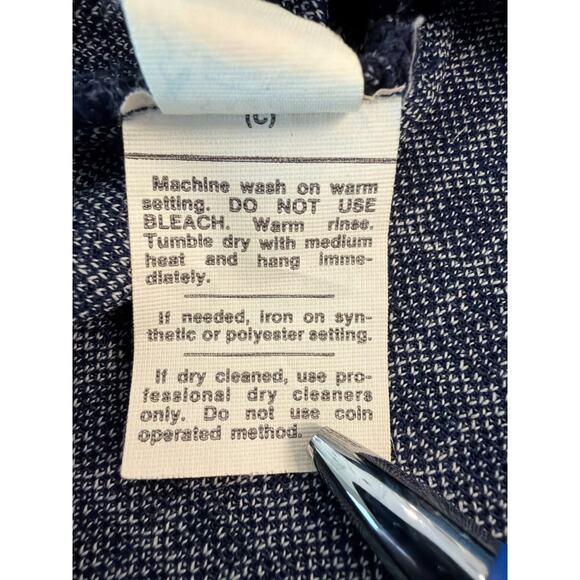 (C)
Machine wash on warm
setting. DO NOT USE
BLEACH. Warm rinse.
Tumble dry with medium
heat and hang imme-
diately.
If needed, iron on syn-
thetic or polyester setting.
If dry cleaned, use pro-
fessional dry cleaners
only. Do not use coin
operated method.